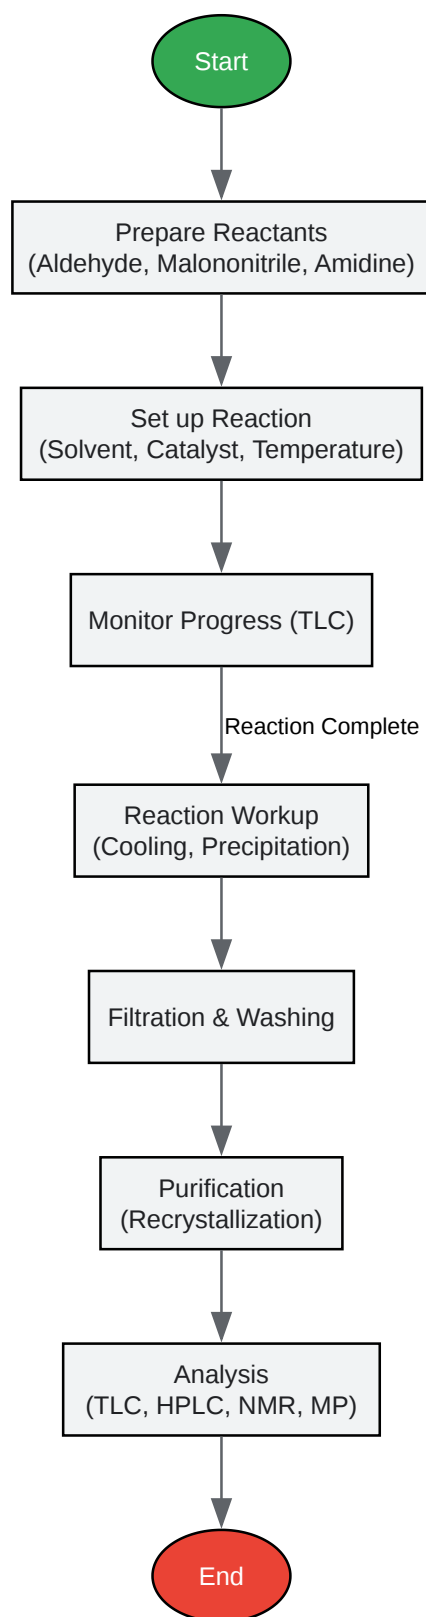 Start
Prepare Reactants
(Aldehyde, Malononitrile, Amidine)
Set up Reaction
(Solvent, Catalyst, Temperature)
Monitor Progress (TLC)
Reaction Complete
Reaction Workup
(Cooling, Precipitation)
Filtration & Washing
Purification
(Recrystallization)
Analysis
(TLC, HPLC, NMR, MP)
End